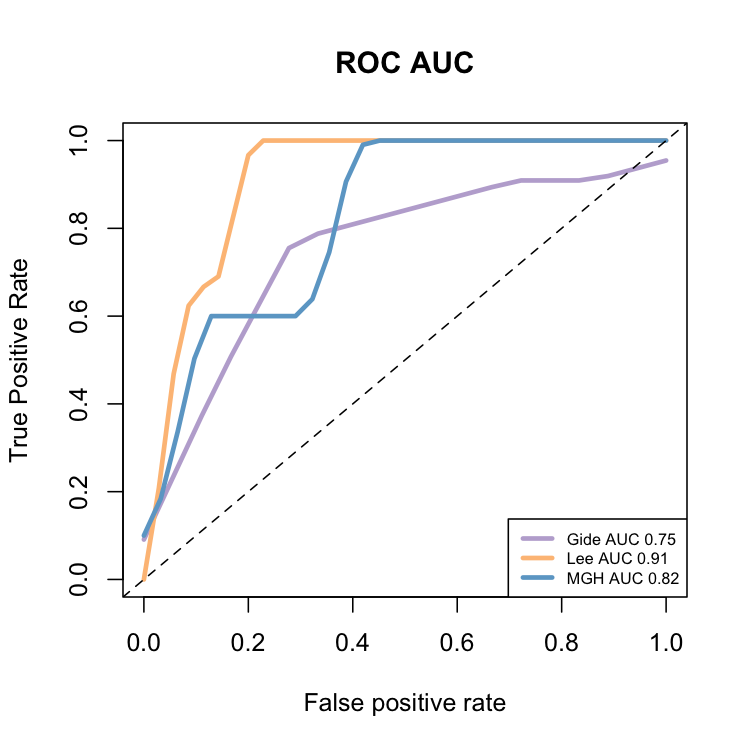 ROC AUC
True Positive Rate
1.0
0.8
0.6
0.4
0.2
0.0
Gide AUC 0.75
Lee AUC 0.91
MGH AUC 0.82
0.0 0.2 0.4 0.6 0.8 1.0
False positive rate